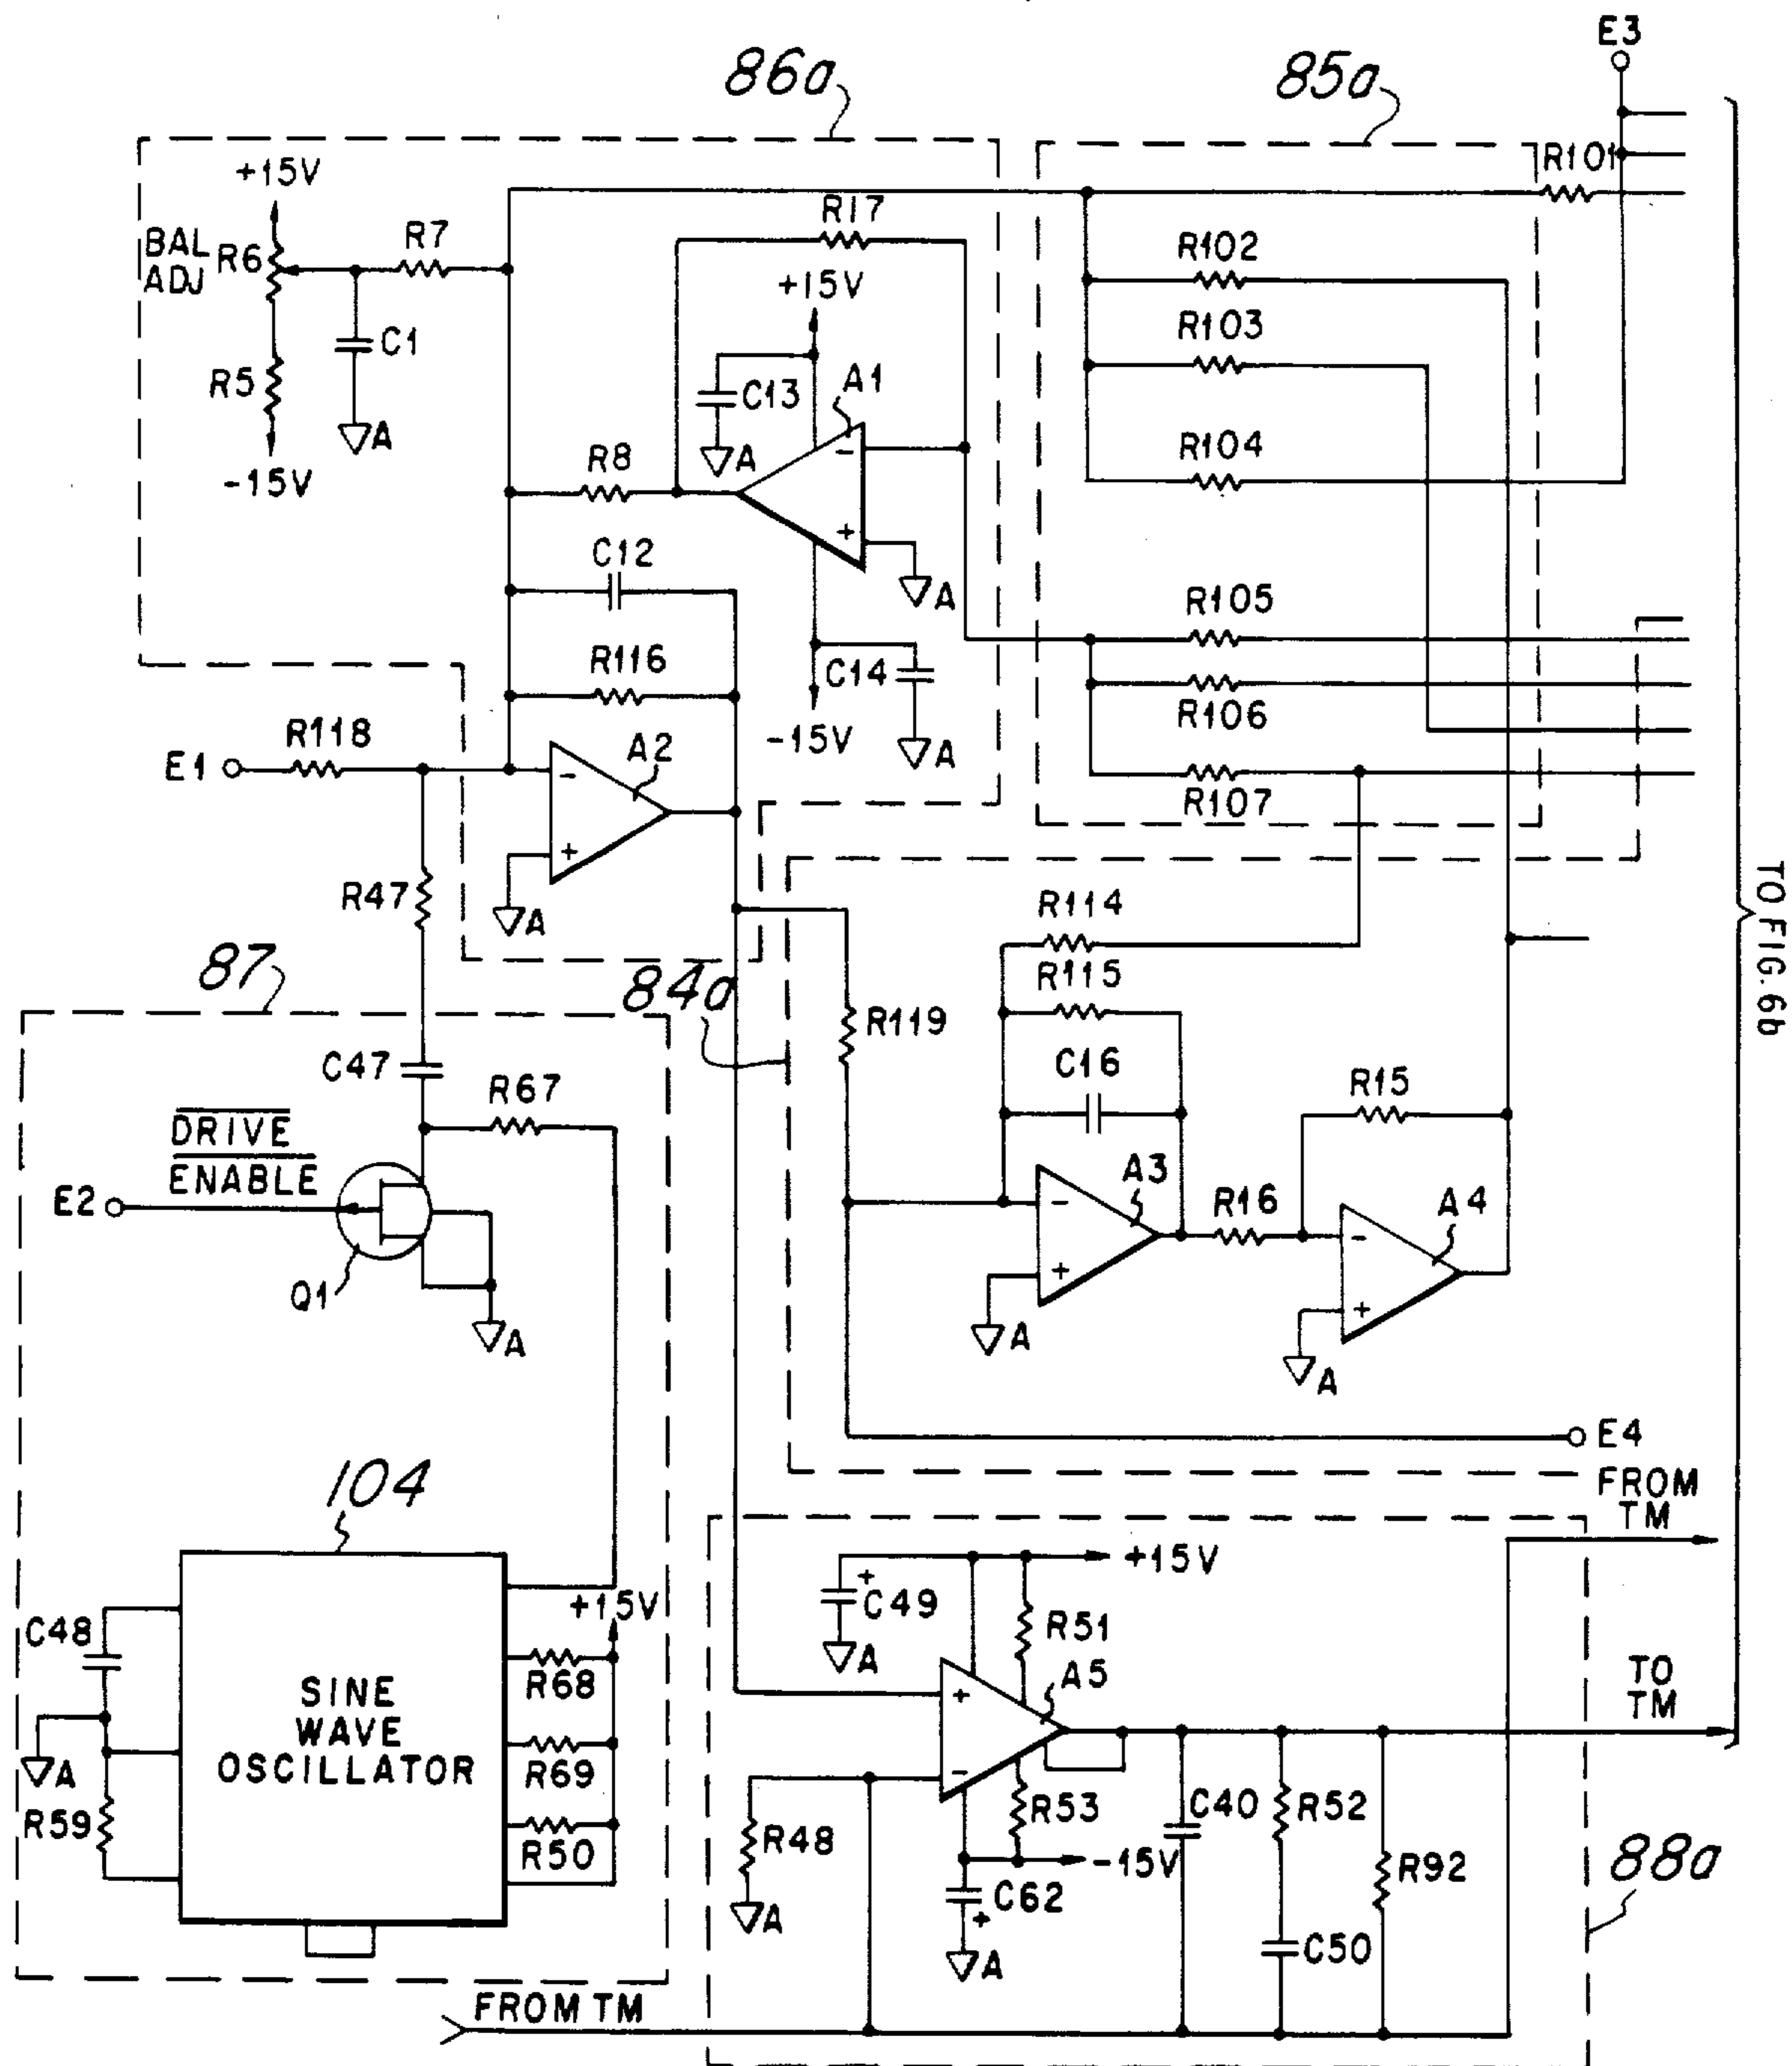 E3
86a
85a
+15V
R101
R17
R7
BAL
ADJ
R6
+15V
R102
R103
C1
R5
C13
A1
A
-15V
A
R8
R104
-
+
C12
A
R105
R116
C14
R106
R118
-15V
A
E1
A2
R107
-
+
R47
A
R114
87
84a
R115
R119
C47
C16
R15
R67
DRIVE
ENABLE
E2
A3
R16
A4
-
-
+
+
Q1
A
A
A
E4
104
FROM
TM
+15V
+
C49
+15V
C48
R51
A
R68
A5
TO
TM
SINE
WAVE
OSCILLATOR
+
A
R69
-
R59
R53
C40
R52
R50
R48
-15V
R92
88a
C62
A
+
C50
A
FROM TM
TO FIG. 6b